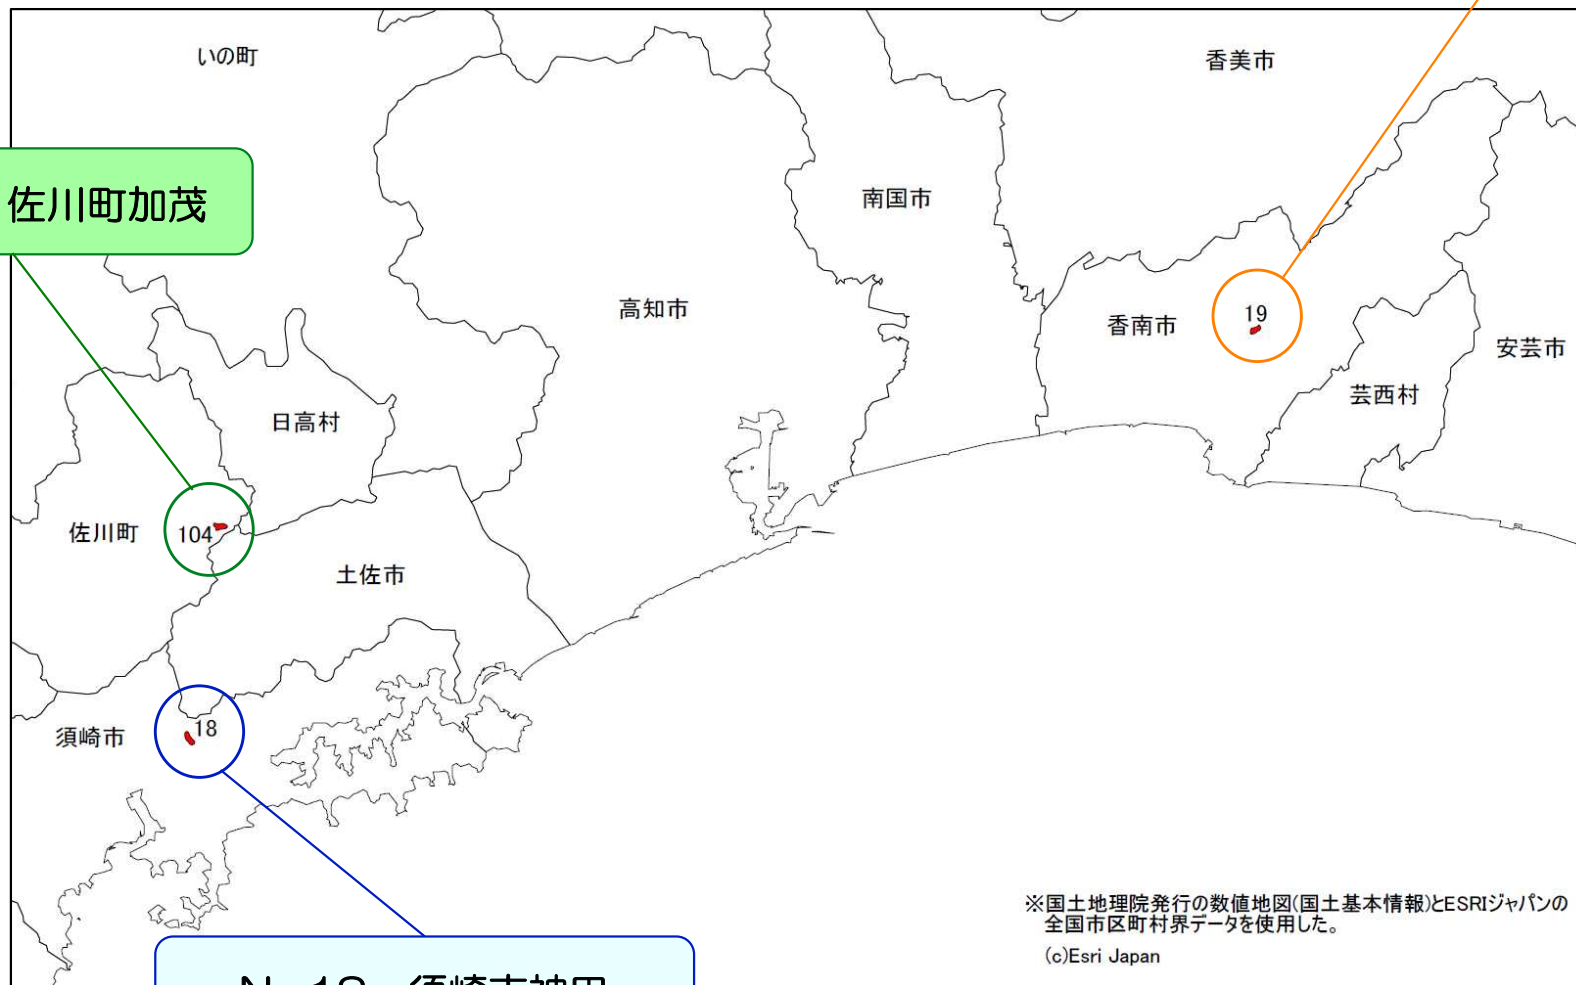 いの町
香美市
佐川町加茂
南国市
高知市
19
香南市
安芸市
芸西村
日高村
佐川町
104
土佐市
18
須崎市
※国土地理院発行の数値地図(国土基本情報)とESRIジャパンの
全国市区町村界データを使用した。
(c)Esri Japan